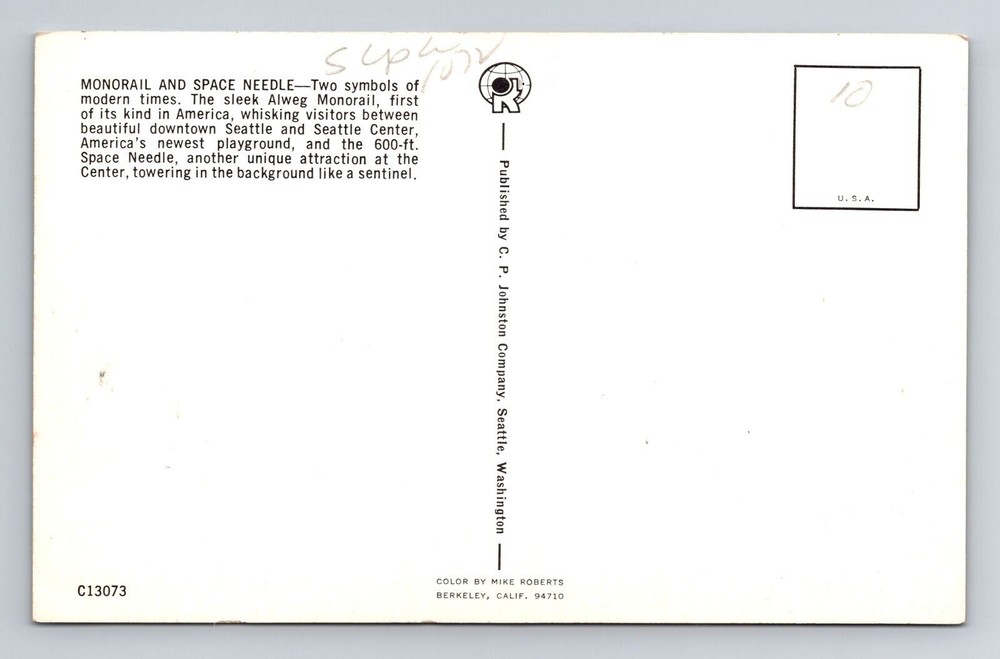 MONORAIL AND SPACE NEEDLE—Two symbols of
modern times. The sleek Alweg Monorail, first
of its kind in America, whisking visitors between
beautiful downtown Seattle and Seattle Center,
America's newest playground, and the 600-ft.
Space Needle, another unique attraction at the
Center, towering in the background like a sentinel.
Published by C. P. Johnston Company, Seattle, Washington
10
U.S.A.
C13073
COLOR BY MIKE ROBERTS
BERKELEY, CALIF. 94710